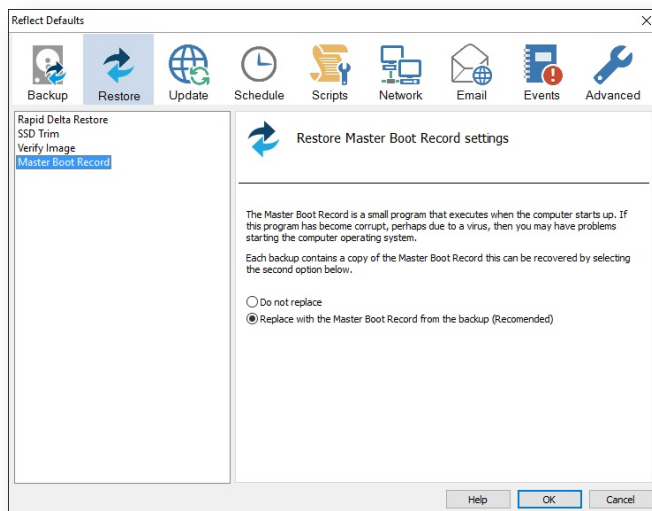 Reflect Defaults
Backup
Restore
Update
Schedule
Scripts
Network
Email
Events
Advanced
Rapid Delta Restore
SSD Trim
Verify Image
Master Boot Record
Restore Master Boot Record settings
The Master Boot Record is a small program that executes when the computer starts up. If
this program has become corrupt, perhaps due to a virus, then you may have problems
starting the computer operating system.
Each backup contains a copy of the Master Boot Record this can be recovered by selecting
the second option below.
Do not replace
Replace with the Master Boot Record from the backup (Recomended)
Help
OK
Cancel